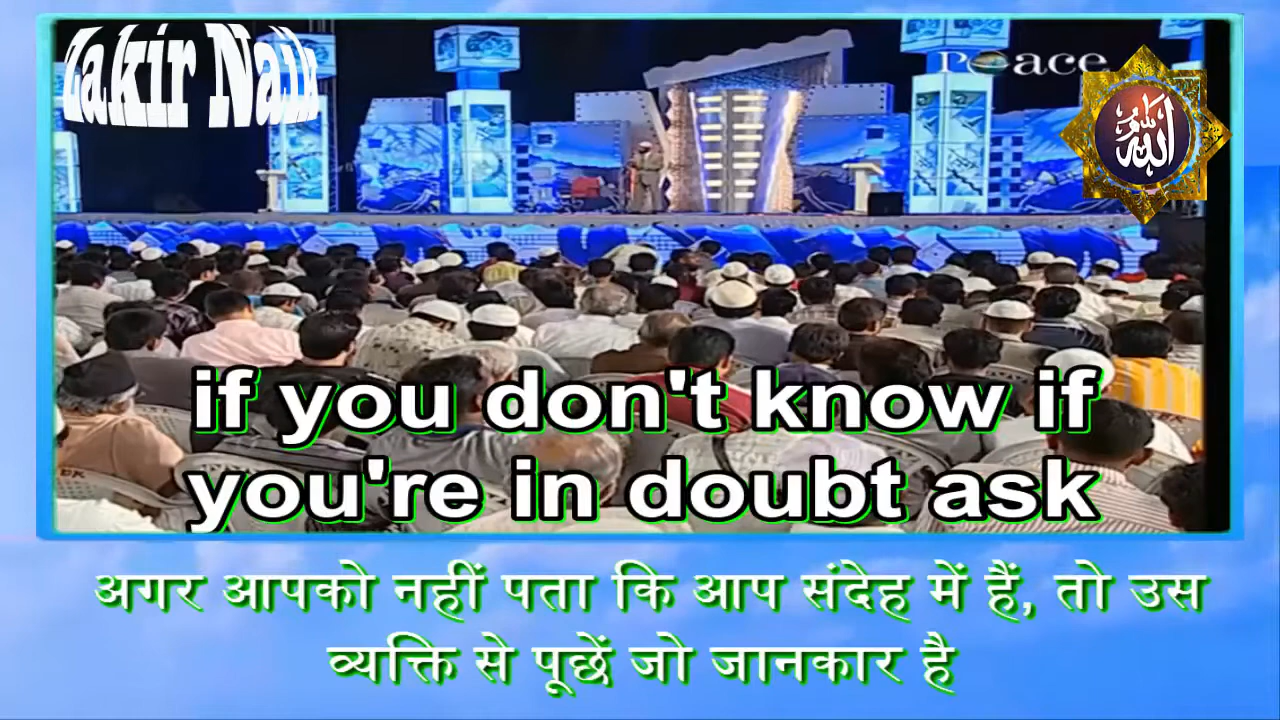 Zakir Naik
peace
الله
if you don't know if
you're in doubt ask
अगर आपको नहीं पता कि आप संदेह में हैं, तो उस
व्यक्ति से पूछें जो जानकार है